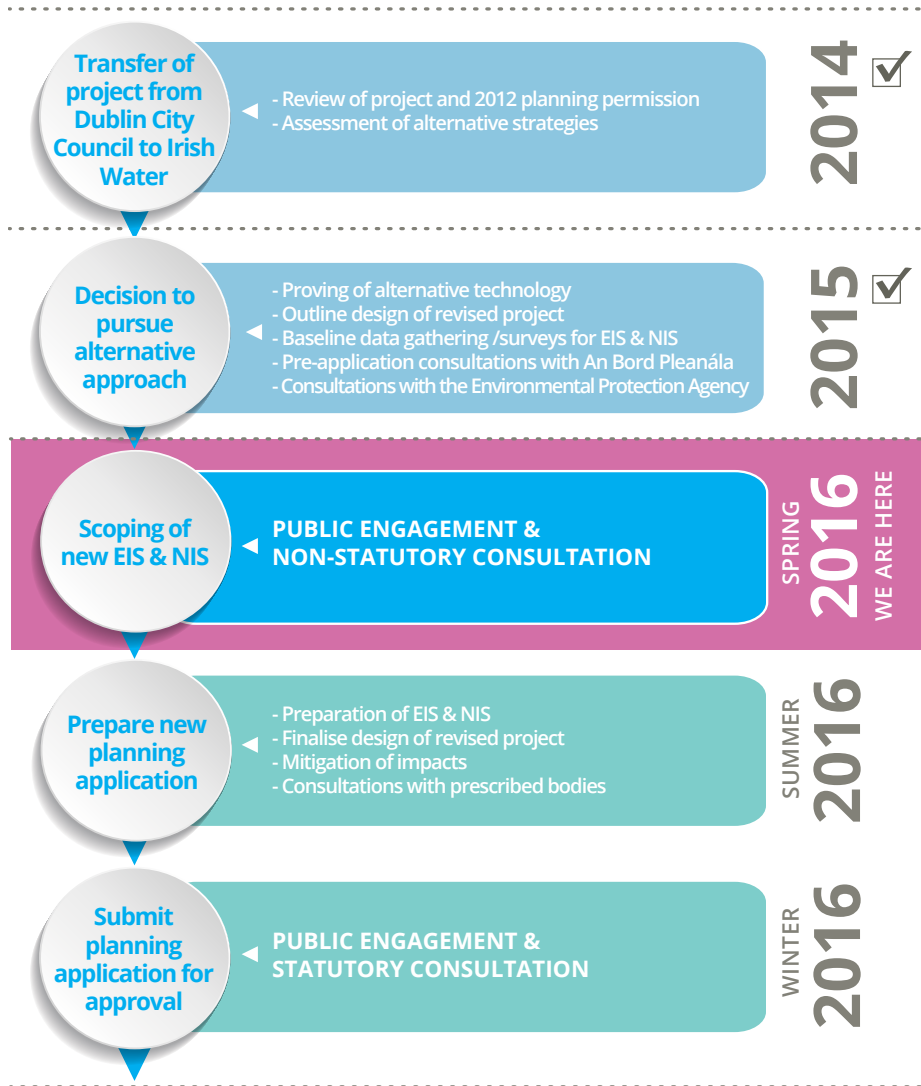 Transfer of
project from
Dublin City
Council to Irish
Water
- Review of project and 2012 planning permission
- Assessment of alternative strategies
2014
Decision to
pursue
alternative
approach
- Proving of alternative technology
- Outline design of revised project
- Baseline data gathering /surveys for EIS & NIS
- Pre-application consultations with An Bord Pleanála
- Consultations with the Environmental Protection Agency
2015
Scoping of
new EIS & NIS
PUBLIC ENGAGEMENT &
NON-STATUTORY CONSULTATION
SPRING
2016
WE ARE HERE
Prepare new
planning
application
- Preparation of EIS & NIS
- Finalise design of revised project
- Mitigation of impacts
- Consultations with prescribed bodies
SUMMER
2016
Submit
planning
application for
approval
PUBLIC ENGAGEMENT &
STATUTORY CONSULTATION
WINTER
2016